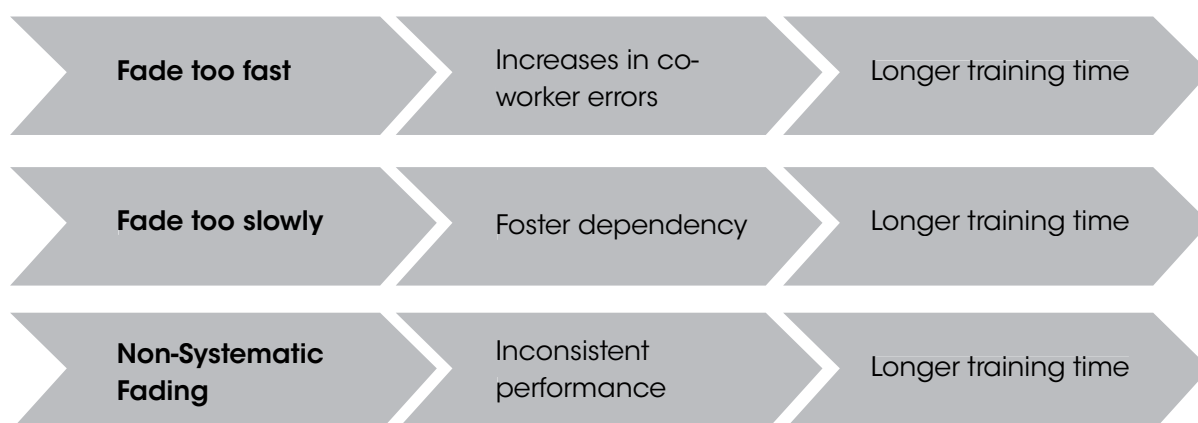 Fade too fast
Increases in co-
worker errors
Longer training time
Fade too slowly
Foster dependency
Longer training time
Non-Systematic
Fading
Inconsistent
performance
Longer training time